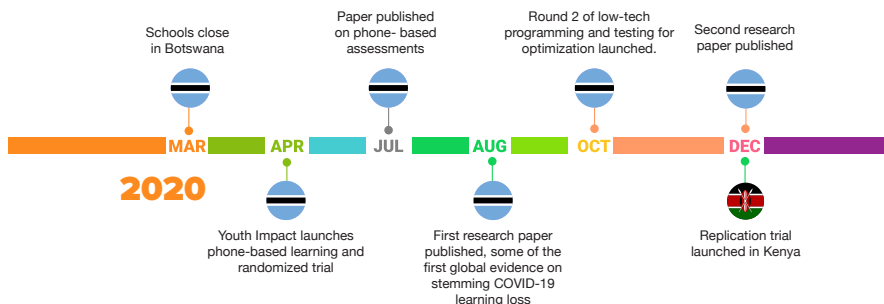 Schools close
in Botswana
Paper published
on phone- based
assessments
Round 2 of low-tech
programming and testing for
optimization launched.
Second research
paper published
MAR
APR
JUL
AUG
OCT
DEC
2020
Youth Impact launches
phone-based learning and
randomized trial
First research paper
published, some of the
first global evidence on
stemming COVID-19
learning loss
Replication trial
launched in Kenya